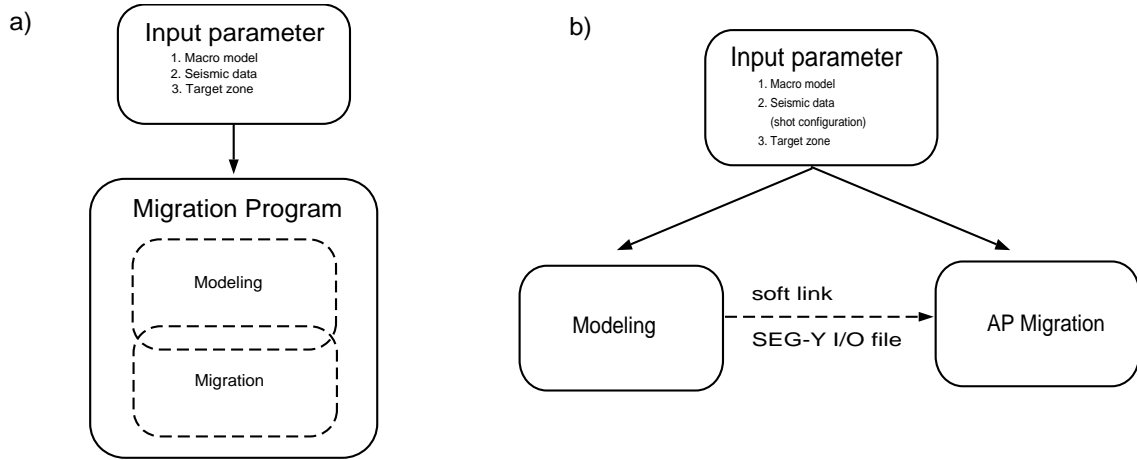 a)
Input parameter
1. Macro model
2. Seismic data
3. Target zone
Migration Program
Modeling
Migration
b)
Input parameter
1. Macro model
2. Seismic data
(shot configuration)
3. Target zone
Modeling
soft link
SEG-Y I/O file
AP Migration